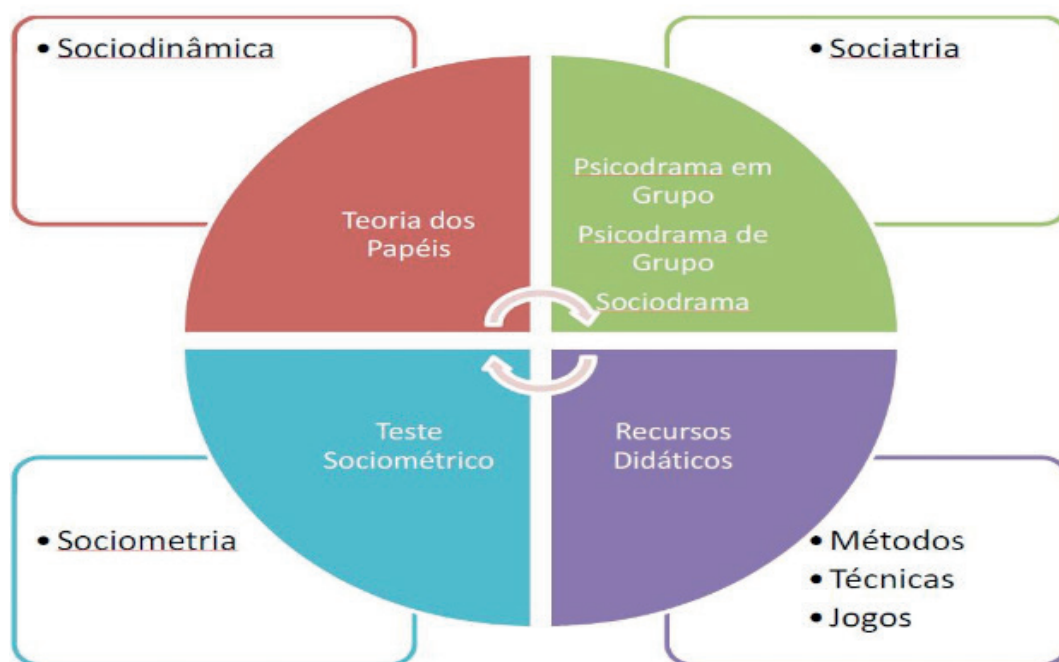 • Sociodinâmica
• Sociatria
Teoria dos
Papéis
Psicodrama em
Grupo
Psicodrama de
Grupo
Sociodrama
Teste
Sociométrico
Recursos
Didáticos
• Sociometria
• Métodos
• Técnicas
• Jogos